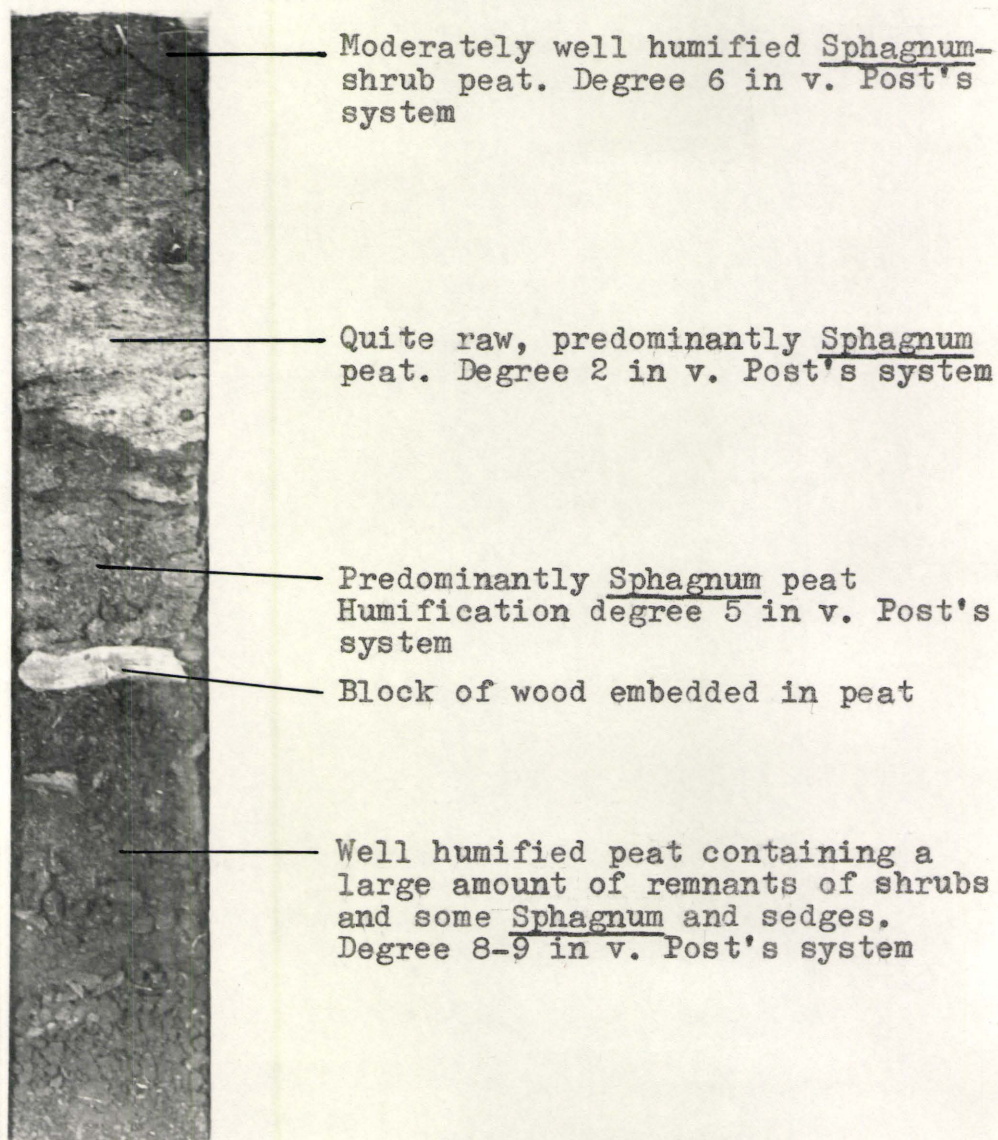 Moderately well humified Sphagnum-
shrub peat. Degree 6 in v. Post's
system
Quite raw, predominantly Sphagnum
peat. Degree 2 in v. Post's system
Predominantly Sphagnum peat
Humification degree 5 in v. Post's
system
Block of wood embedded in peat
Well humified peat containing a
large amount of remnants of shrubs
and some Sphagnum and sedges.
Degree 8-9 in v. Post's system